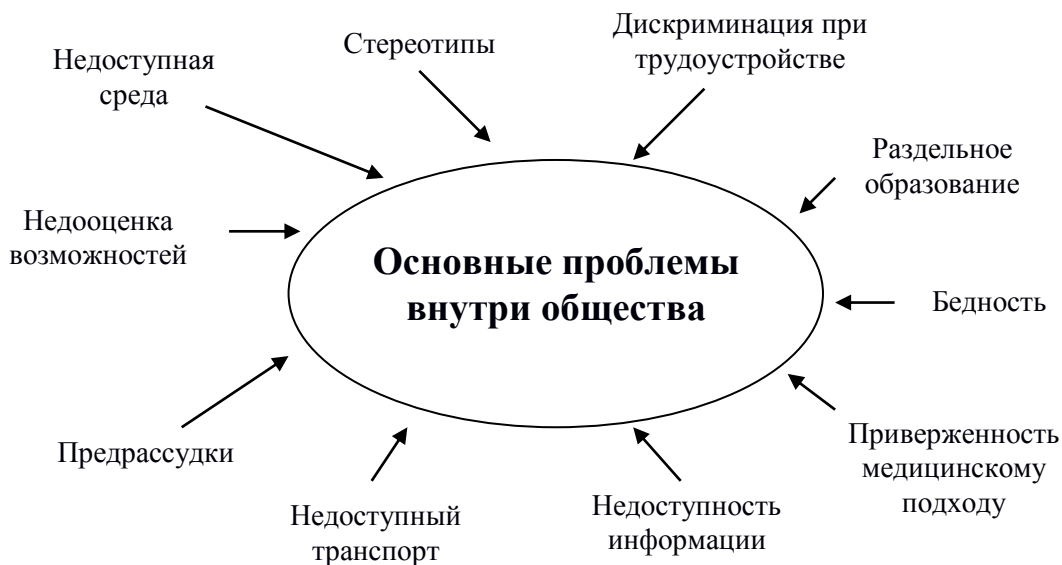 Недоступная
среда
Стереотипы
Дискриминация при
трудоустройстве
Раздельное
образование
Недооценка
возможностей
Основные проблемы
внутри общества
Бедность
Предрассудки
Приверженность
медицинскому
подходу
Недоступный
транспорт
Недоступность
информации